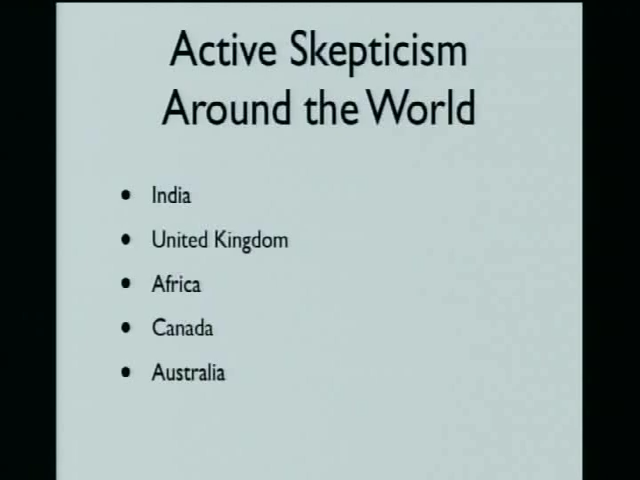 Active Skepticism
Around the World
• India
• United Kingdom
• Africa
• Canada
• Australia